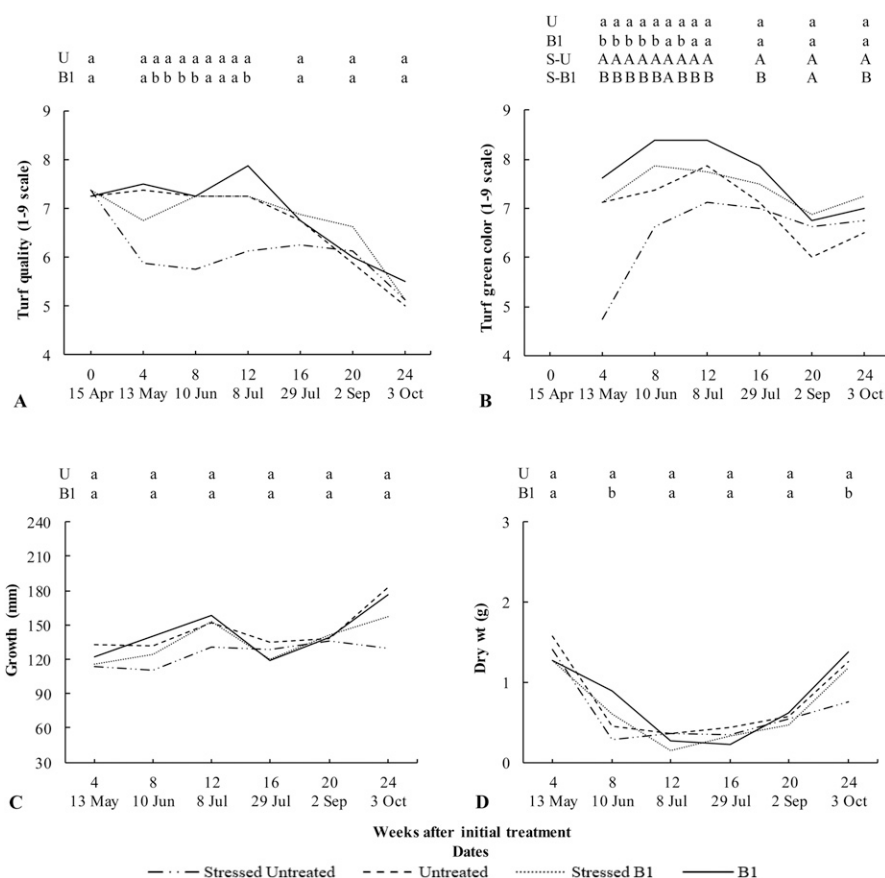 U a a a a a a a a a a a a a
B1 a a b b b b a a a b a a a
9
8
7
6
5
4
Turf quality (1-9 scale)
0 4 8 12 16 20 24
15 Apr 13 May 10 Jun 8 Jul 29 Jul 2 Sep 3 Oct
A
U a a a a a a a a a a a a
B1 b b b b b a b a a a a a
S-U A A A A A A A A A A A A
S-B1 B B B B B A B B B B A B
9
8
7
6
5
4
Turf green color (1-9 scale)
0 4 8 12 16 20 24
15 Apr 13 May 10 Jun 8 Jul 29 Jul 2 Sep 3 Oct
B
U a a a a a a
B1 a a a a a a
240
210
180
150
120
90
60
30
Growth (mm)
4 8 12 16 20 24
13 May 10 Jun 8 Jul 29 Jul 2 Sep 3 Oct
C
U a a a a a a
B1 a b a a a b
3
2
1
0
Dry wt (g)
4 8 12 16 20 24
13 May 10 Jun 8 Jul 29 Jul 2 Sep 3 Oct
D
Weeks after initial treatment
Dates
Stressed Untreated Untreated Stressed B1 B1